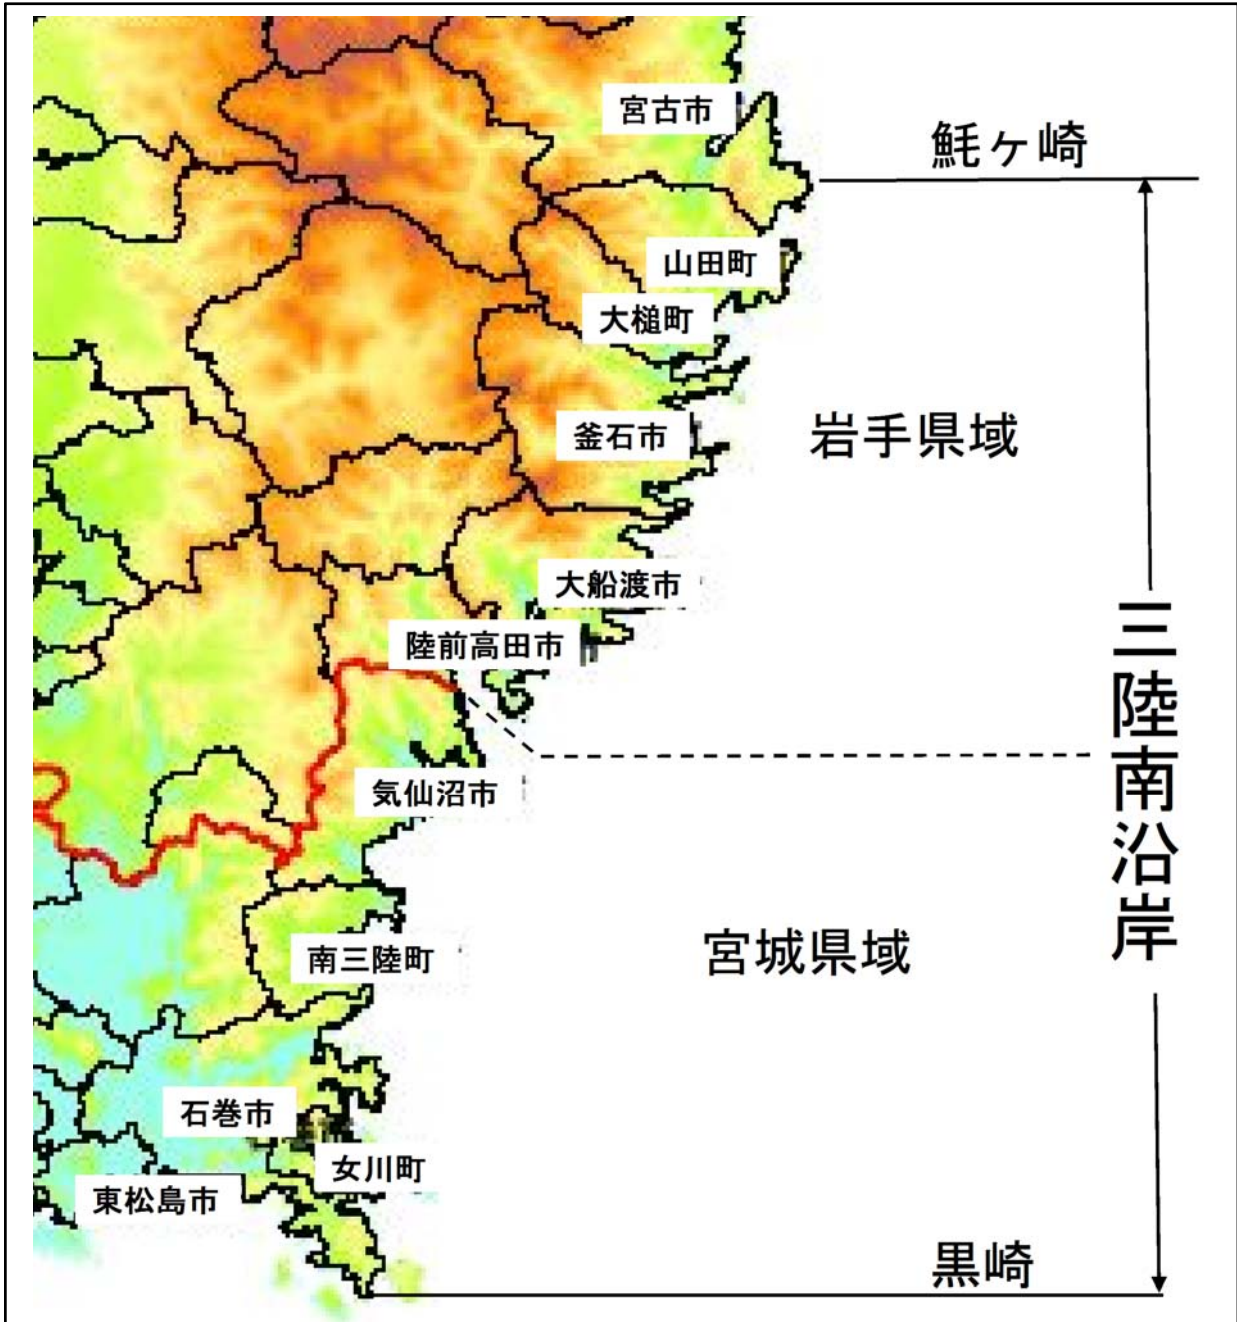 宮古市
魹ヶ崎
山田町
大槌町
釜石市
岩手県域
大船渡市
陸前高田市
三陸南沿岸
気仙沼市
宮城県域
南三陸町
石巻市
女川町
東松島市
黒崎